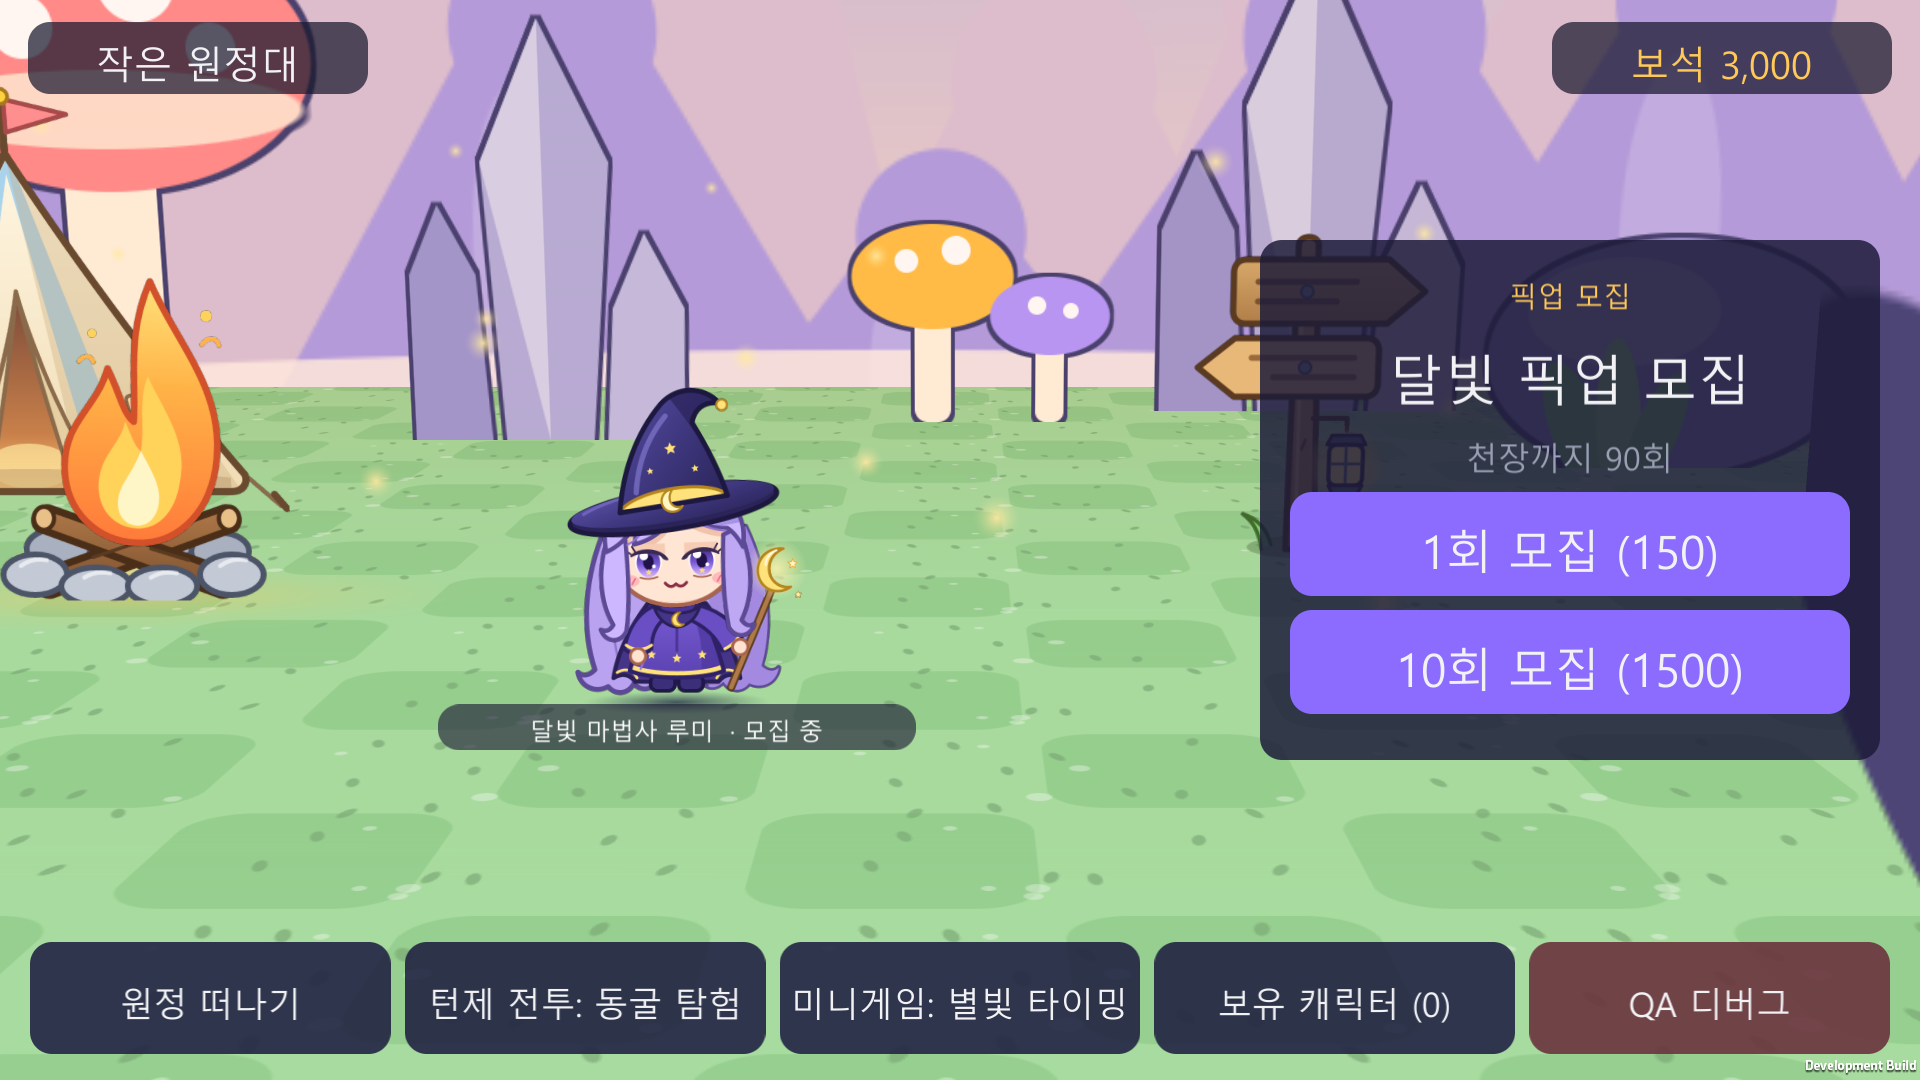 작은 원정대
보석 3,000
픽업 모집
달빛 픽업 모집
천장까지 90회
1회 모집 (150)
10회 모집 (1500)
달빛 마법사 루미 · 모집 중
원정 떠나기
턴제 전투: 동굴 탐험
미니게임: 별빛 타이밍
보유 캐릭터 (0)
QA 디버그
Development Build